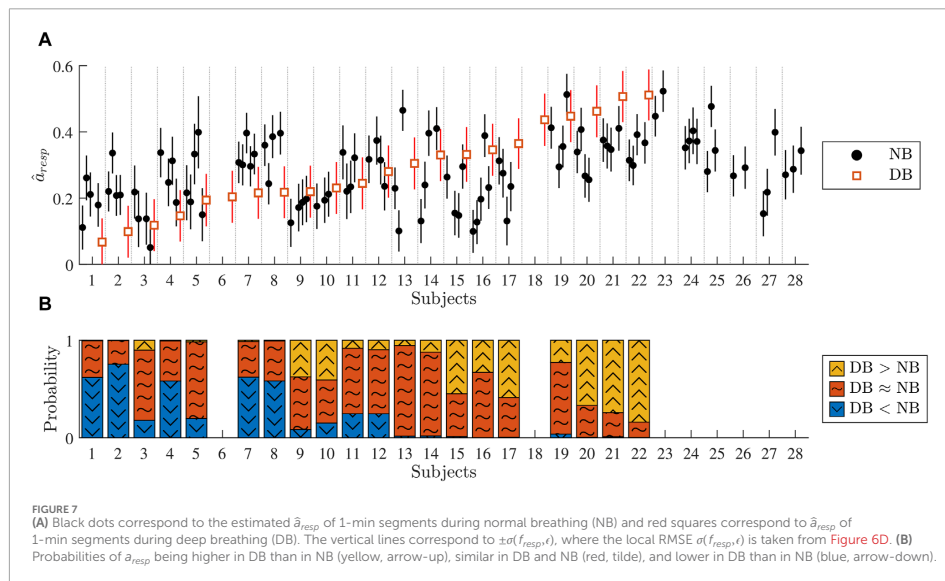 A
0.6
0.4
0.2
0
â_resp
1 2 3 4 5 6 7 8 9 10 11 12 13 14 15 16 17 18 19 20 21 22 23 24 25 26 27 28
Subjects
NB
DB
B
1
0
Probability
1 2 3 4 5 6 7 8 9 10 11 12 13 14 15 16 17 18 19 20 21 22 23 24 25 26 27 28
Subjects
DB > NB
DB ≈ NB
DB < NB
FIGURE 7
(A) Black dots correspond to the estimated â_resp of 1-min segments during normal breathing (NB) and red squares correspond to â_resp of
1-min segments during deep breathing (DB). The vertical lines correspond to ±σ(f_resp,ϵ), where the local RMSE σ(f_resp,ϵ) is taken from Figure 6D. (B)
Probabilities of a_resp being higher in DB than in NB (yellow, arrow-up), similar in DB and NB (red, tilde), and lower in DB than in NB (blue, arrow-down).